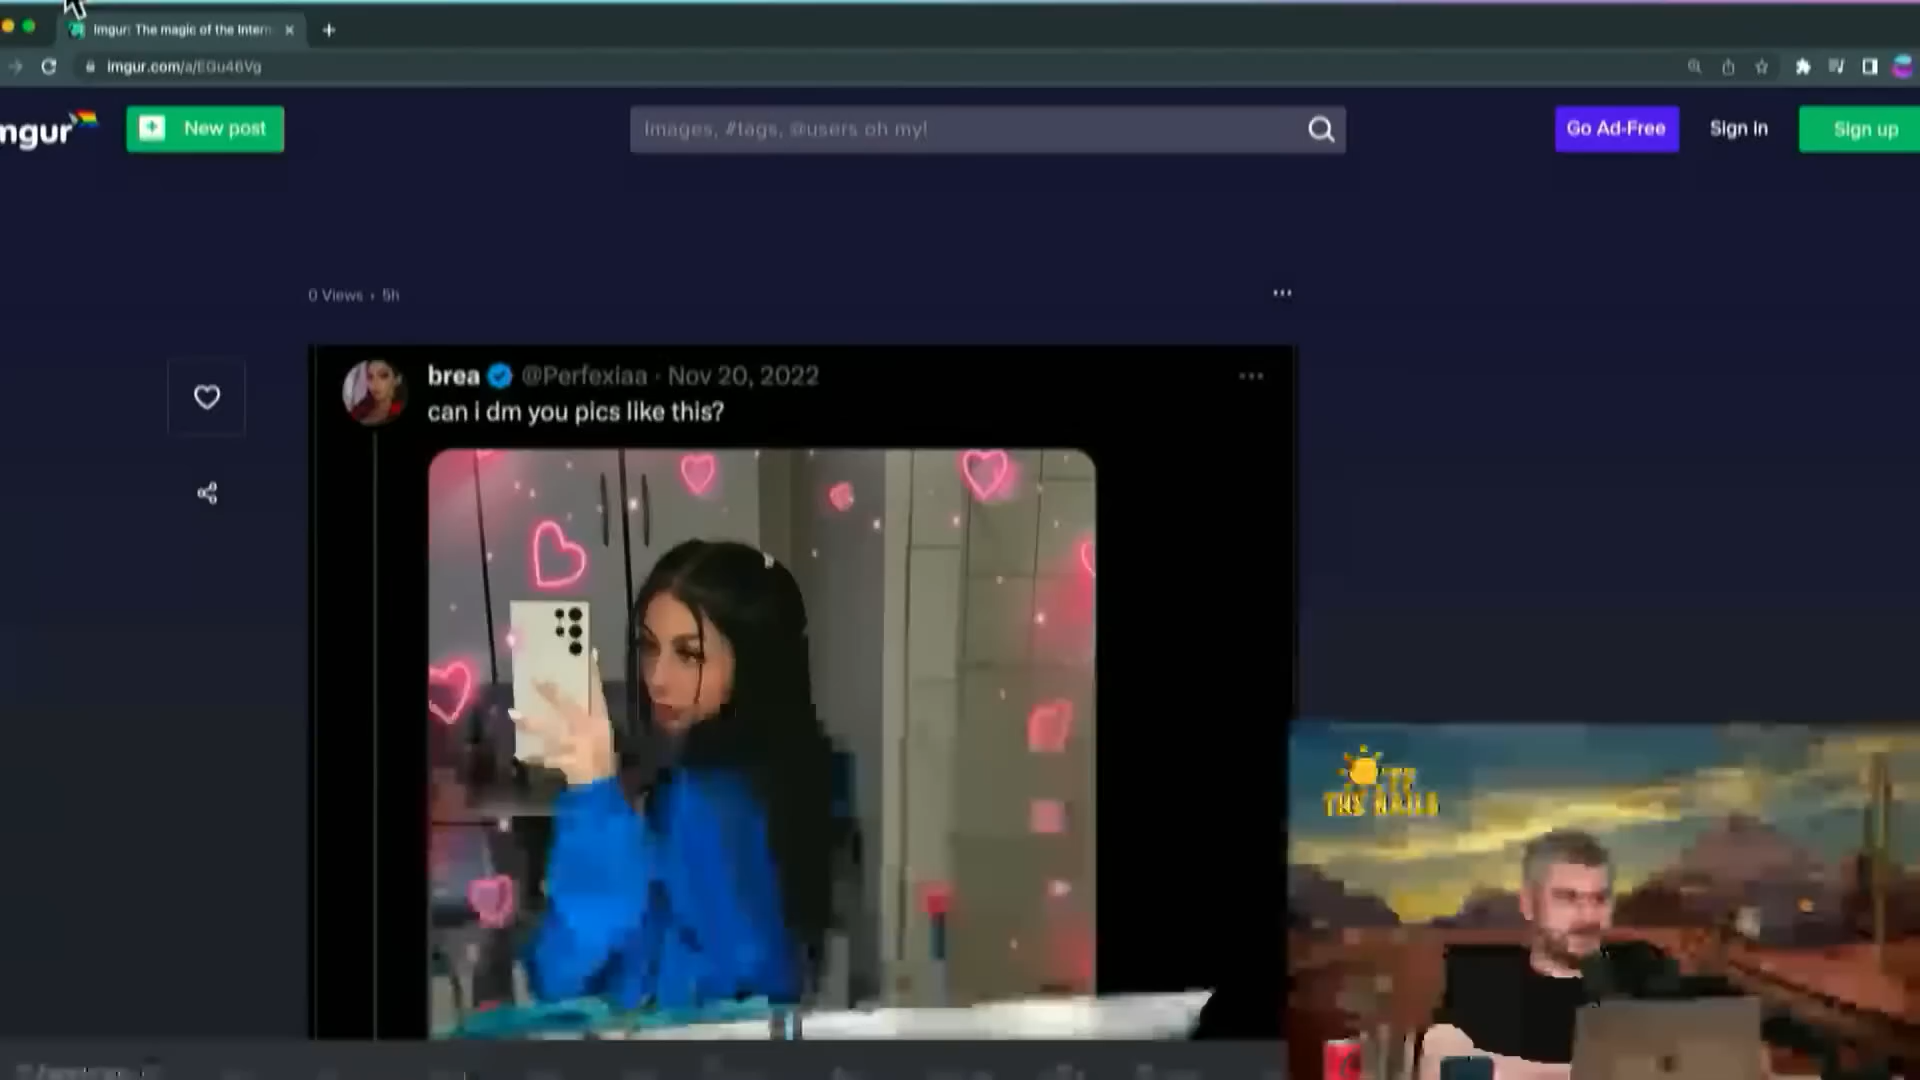 Imgur: The magic of the Intern
imgur.com/a/EGu46Vg
mgur
New post
Images, #tags, @users oh my!
Go Ad-Free
Sign in
Sign up
0 Views • 5h
brea @Perfexiaa · Nov 20, 2022
can i dm you pics like this?
THE RAILS